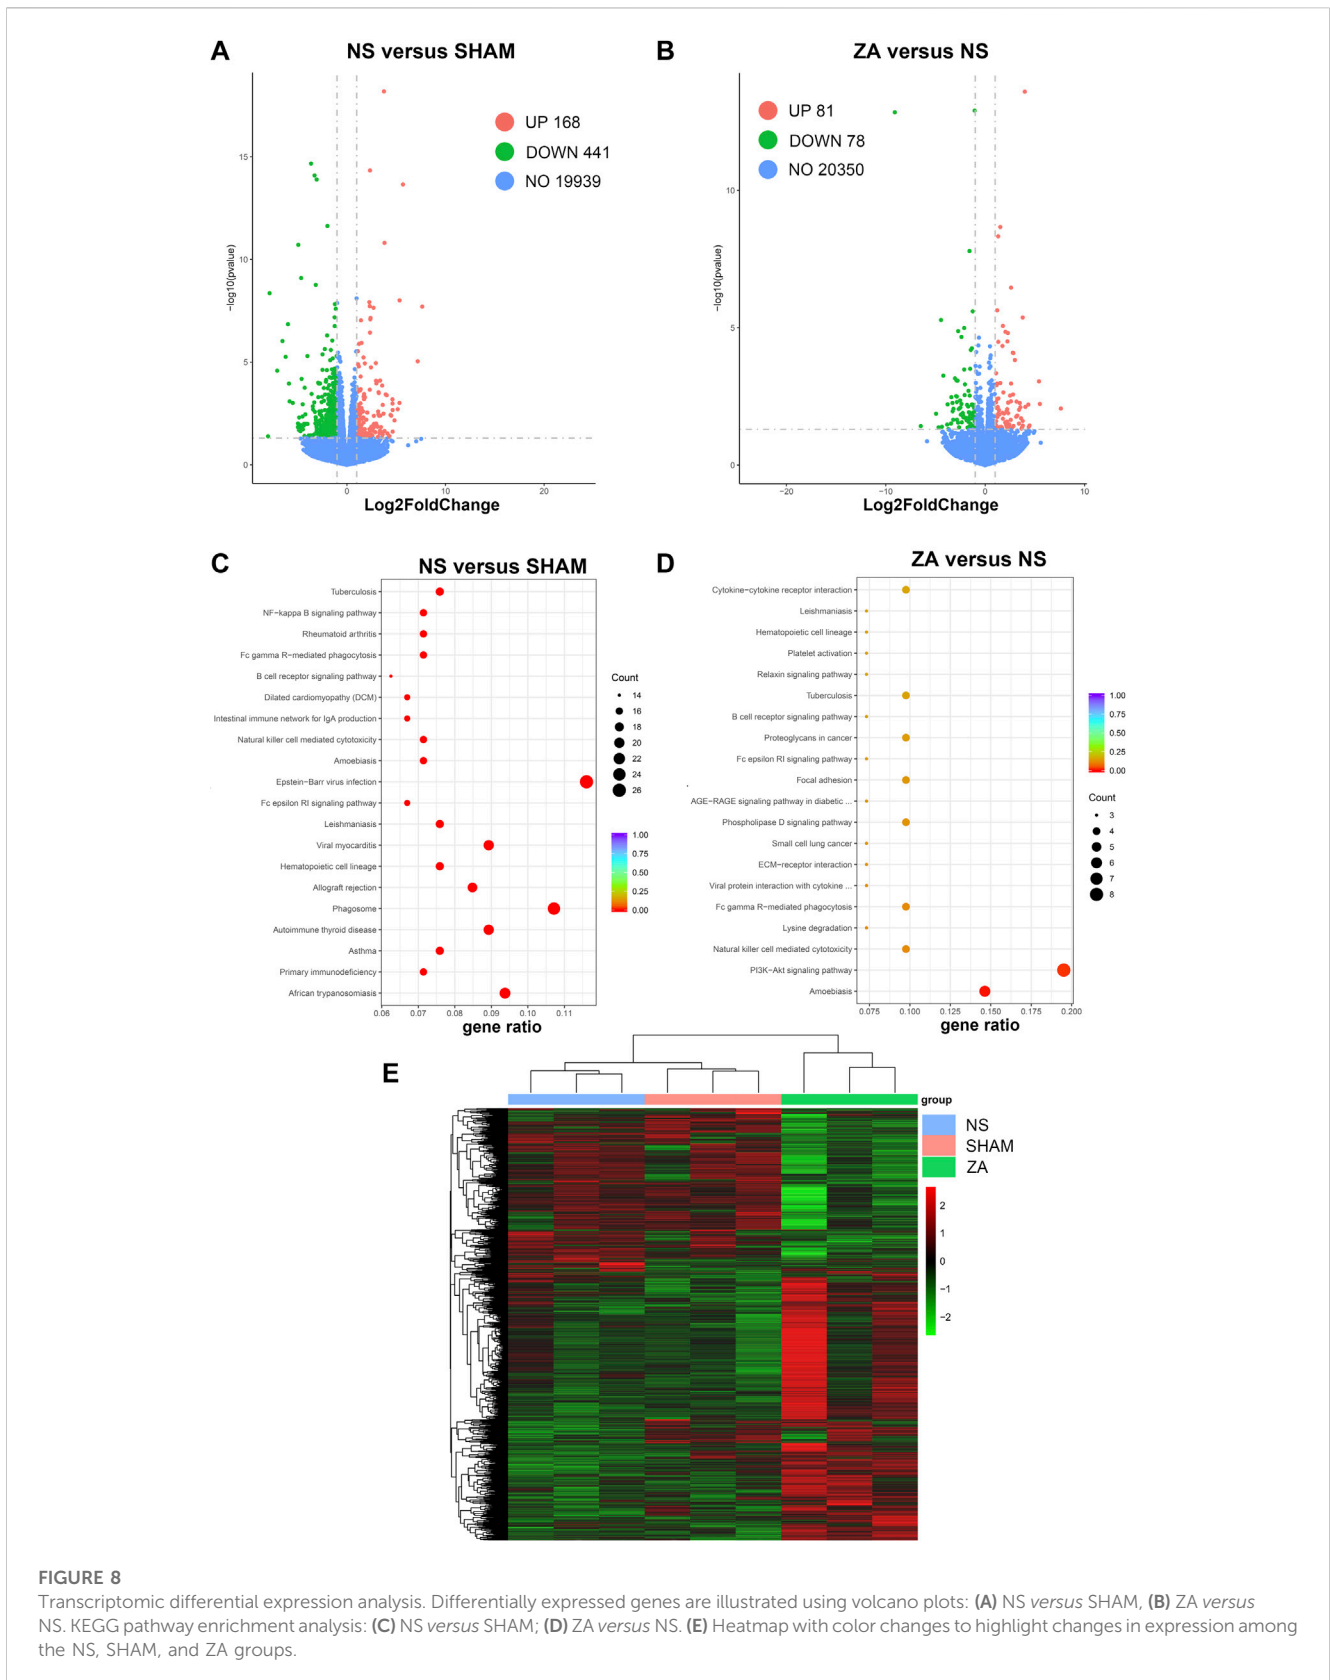 A
NS versus SHAM
UP 168
DOWN 441
NO 19939
15
10
5
0
−log10(pvalue)
0
10
20
Log2FoldChange
B
ZA versus NS
UP 81
DOWN 78
NO 20350
10
5
0
−log10(pvalue)
−20
−10
0
10
Log2FoldChange
C
NS versus SHAM
Tuberculosis
NF−kappa B signaling pathway
Rheumatoid arthritis
Fc gamma R−mediated phagocytosis
B cell receptor signaling pathway
Dilated cardiomyopathy (DCM)
Intestinal immune network for IgA production
Natural killer cell mediated cytotoxicity
Amoebiasis
Epstein−Barr virus infection
Fc epsilon RI signaling pathway
Leishmaniasis
Viral myocarditis
Hematopoietic cell lineage
Allograft rejection
Phagosome
Autoimmune thyroid disease
Asthma
Primary immunodeficiency
African trypanosomiasis
0.06
0.07
0.08
0.09
0.10
0.11
gene ratio
Count
14
16
18
20
22
24
26
1.00
0.75
0.50
0.25
0.00
D
ZA versus NS
Cytokine−cytokine receptor interaction
Leishmaniasis
Hematopoietic cell lineage
Platelet activation
Relaxin signaling pathway
Tuberculosis
B cell receptor signaling pathway
Proteoglycans in cancer
Fc epsilon RI signaling pathway
Focal adhesion
AGE−RAGE signaling pathway in diabetic ...
Phospholipase D signaling pathway
Small cell lung cancer
ECM−receptor interaction
Viral protein interaction with cytokine ...
Fc gamma R−mediated phagocytosis
Lysine degradation
Natural killer cell mediated cytotoxicity
PI3K−Akt signaling pathway
Amoebiasis
0.075
0.100
0.125
0.150
0.175
0.200
gene ratio
1.00
0.75
0.50
0.25
0.00
Count
3
4
5
6
7
8
E
group
NS
SHAM
ZA
2
1
0
−1
−2
FIGURE 8
Transcriptomic differential expression analysis. Differentially expressed genes are illustrated using volcano plots: (A) NS versus SHAM, (B) ZA versus
NS. KEGG pathway enrichment analysis: (C) NS versus SHAM; (D) ZA versus NS. (E) Heatmap with color changes to highlight changes in expression among
the NS, SHAM, and ZA groups.